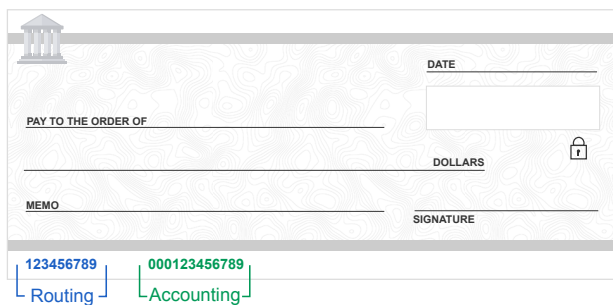 DATE
PAY TO THE ORDER OF
DOLLARS
MEMO
SIGNATURE
123456789 000123456789
Routing Accounting